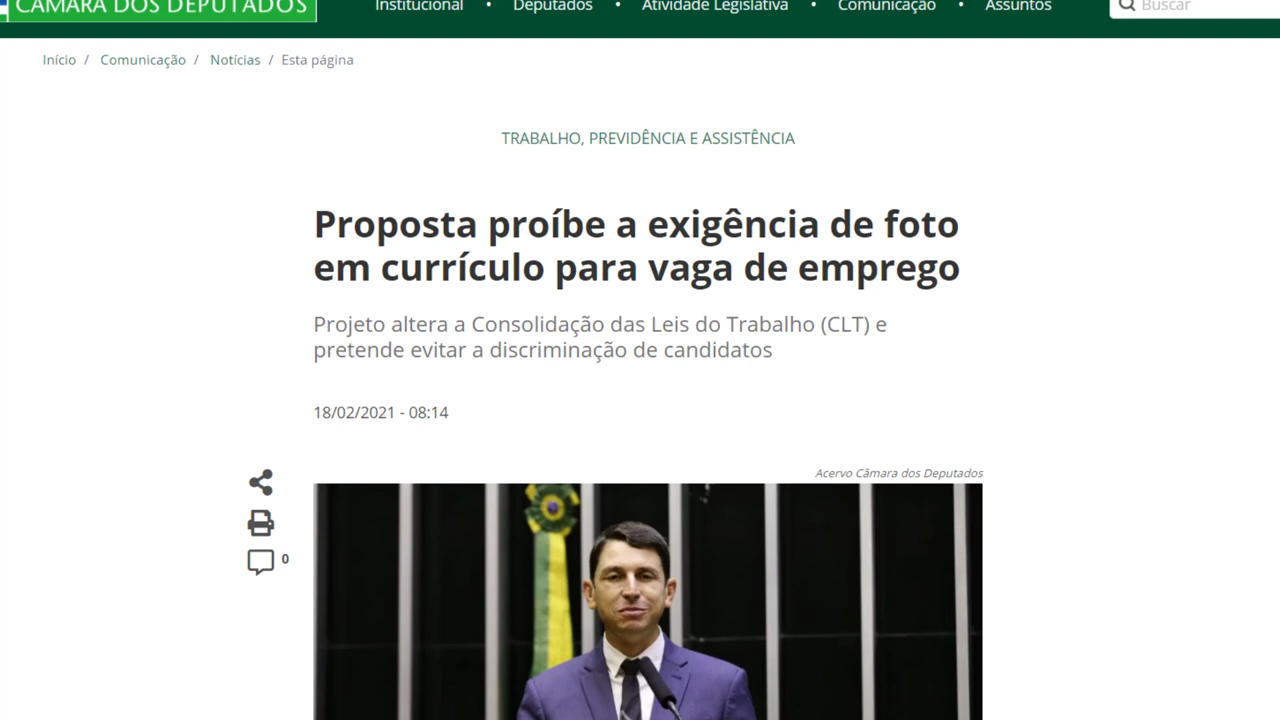 CÂMARA DOS DEPUTADOS
Institucional • Deputados • Atividade Legislativa • Comunicação • Assuntos
Buscar
Início / Comunicação / Notícias / Esta página
TRABALHO, PREVIDÊNCIA E ASSISTÊNCIA
Proposta proíbe a exigência de foto
em currículo para vaga de emprego
Projeto altera a Consolidação das Leis do Trabalho (CLT) e
pretende evitar a discriminação de candidatos
18/02/2021 - 08:14
Acervo Câmara dos Deputados
0